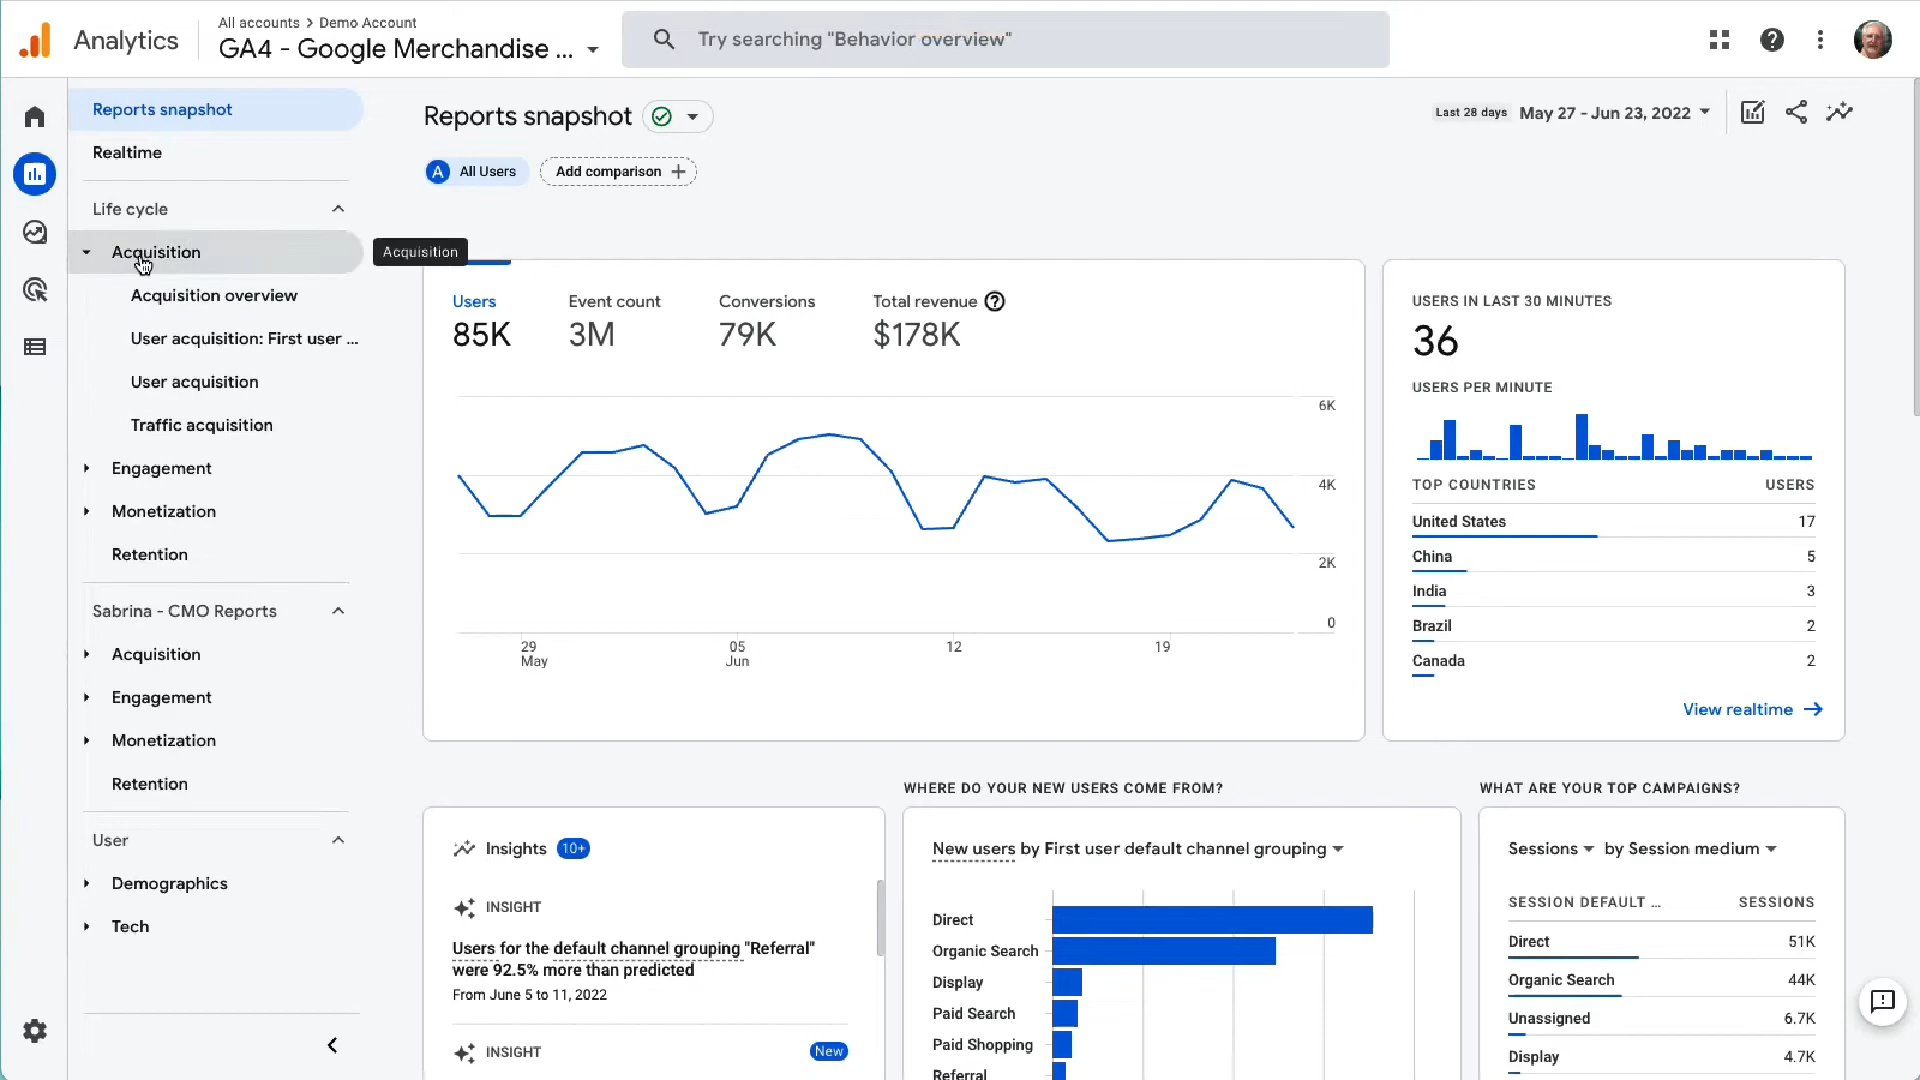 Analytics
All accounts > Demo Account
GA4 - Google Merchandise ...
Try searching "Behavior overview"
Reports snapshot
Realtime
Life cycle
Acquisition
Acquisition overview
User acquisition: First user ...
User acquisition
Traffic acquisition
Engagement
Monetization
Retention
Sabrina - CMO Reports
Acquisition
Engagement
Monetization
Retention
User
Demographics
Tech
Acquisition
Reports snapshot
Last 28 days May 27 - Jun 23, 2022
A All Users
Add comparison +
Users Event count Conversions Total revenue
85K 3M 79K $178K
6K
4K
2K
0
29 05 12 19
May Jun
USERS IN LAST 30 MINUTES
36
USERS PER MINUTE
TOP COUNTRIES USERS
United States 17
China 5
India 3
Brazil 2
Canada 2
View realtime
Insights 10+
INSIGHT
Users for the default channel grouping "Referral"
were 92.5% more than predicted
From June 5 to 11, 2022
INSIGHT New
WHERE DO YOUR NEW USERS COME FROM?
New users by First user default channel grouping
Direct
Organic Search
Display
Paid Search
Paid Shopping
Referral
WHAT ARE YOUR TOP CAMPAIGNS?
Sessions by Session medium
SESSION DEFAULT ... SESSIONS
Direct 51K
Organic Search 44K
Unassigned 6.7K
Display 4.7K